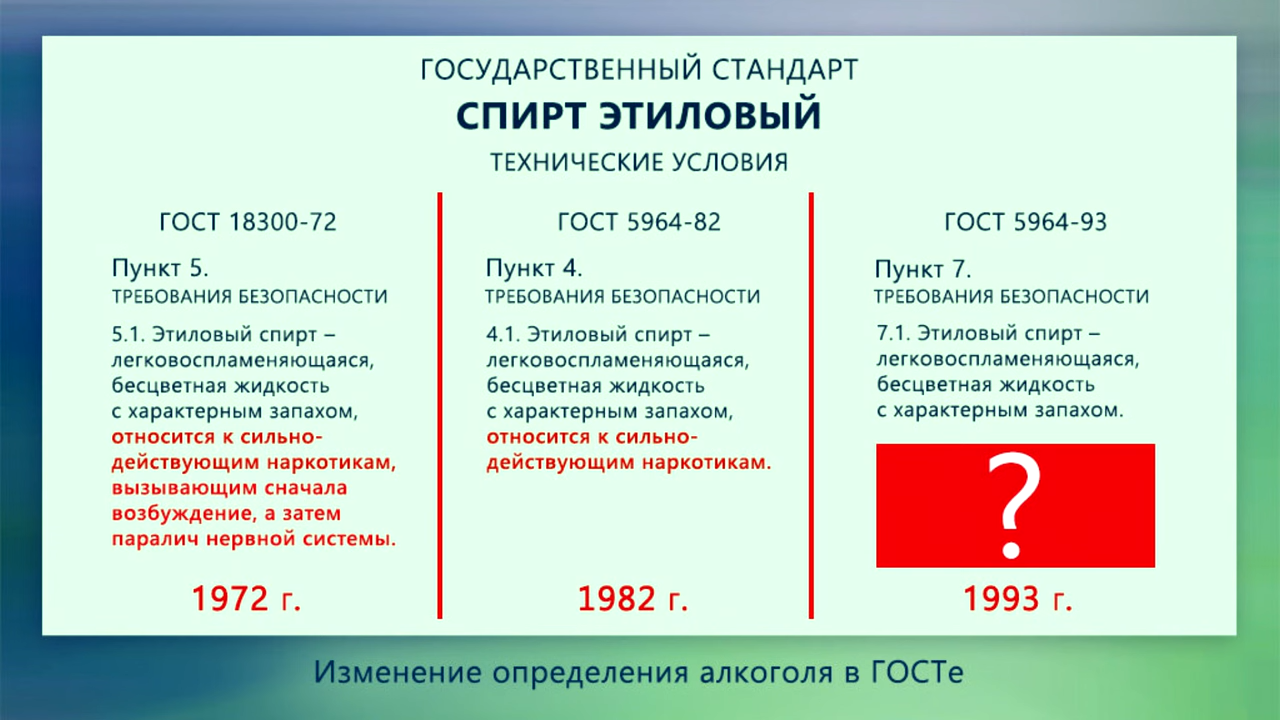 ГОСУДАРСТВЕННЫЙ СТАНДАРТ
СПИРТ ЭТИЛОВЫЙ
ТЕХНИЧЕСКИЕ УСЛОВИЯ
ГОСТ 18300-72
Пункт 5.
ТРЕБОВАНИЯ БЕЗОПАСНОСТИ
5.1. Этиловый спирт –
легковоспламеняющаяся,
бесцветная жидкость
с характерным запахом,
относится к сильно-
действующим наркотикам,
вызывающим сначала
возбуждение, а затем
паралич нервной системы.
1972 г.
ГОСТ 5964-82
Пункт 4.
ТРЕБОВАНИЯ БЕЗОПАСНОСТИ
4.1. Этиловый спирт –
легковоспламеняющаяся,
бесцветная жидкость
с характерным запахом,
относится к сильно-
действующим наркотикам.
1982 г.
ГОСТ 5964-93
Пункт 7.
ТРЕБОВАНИЯ БЕЗОПАСНОСТИ
7.1. Этиловый спирт –
легковоспламеняющаяся,
бесцветная жидкость
с характерным запахом.
?
1993 г.
Изменение определения алкоголя в ГОСТе